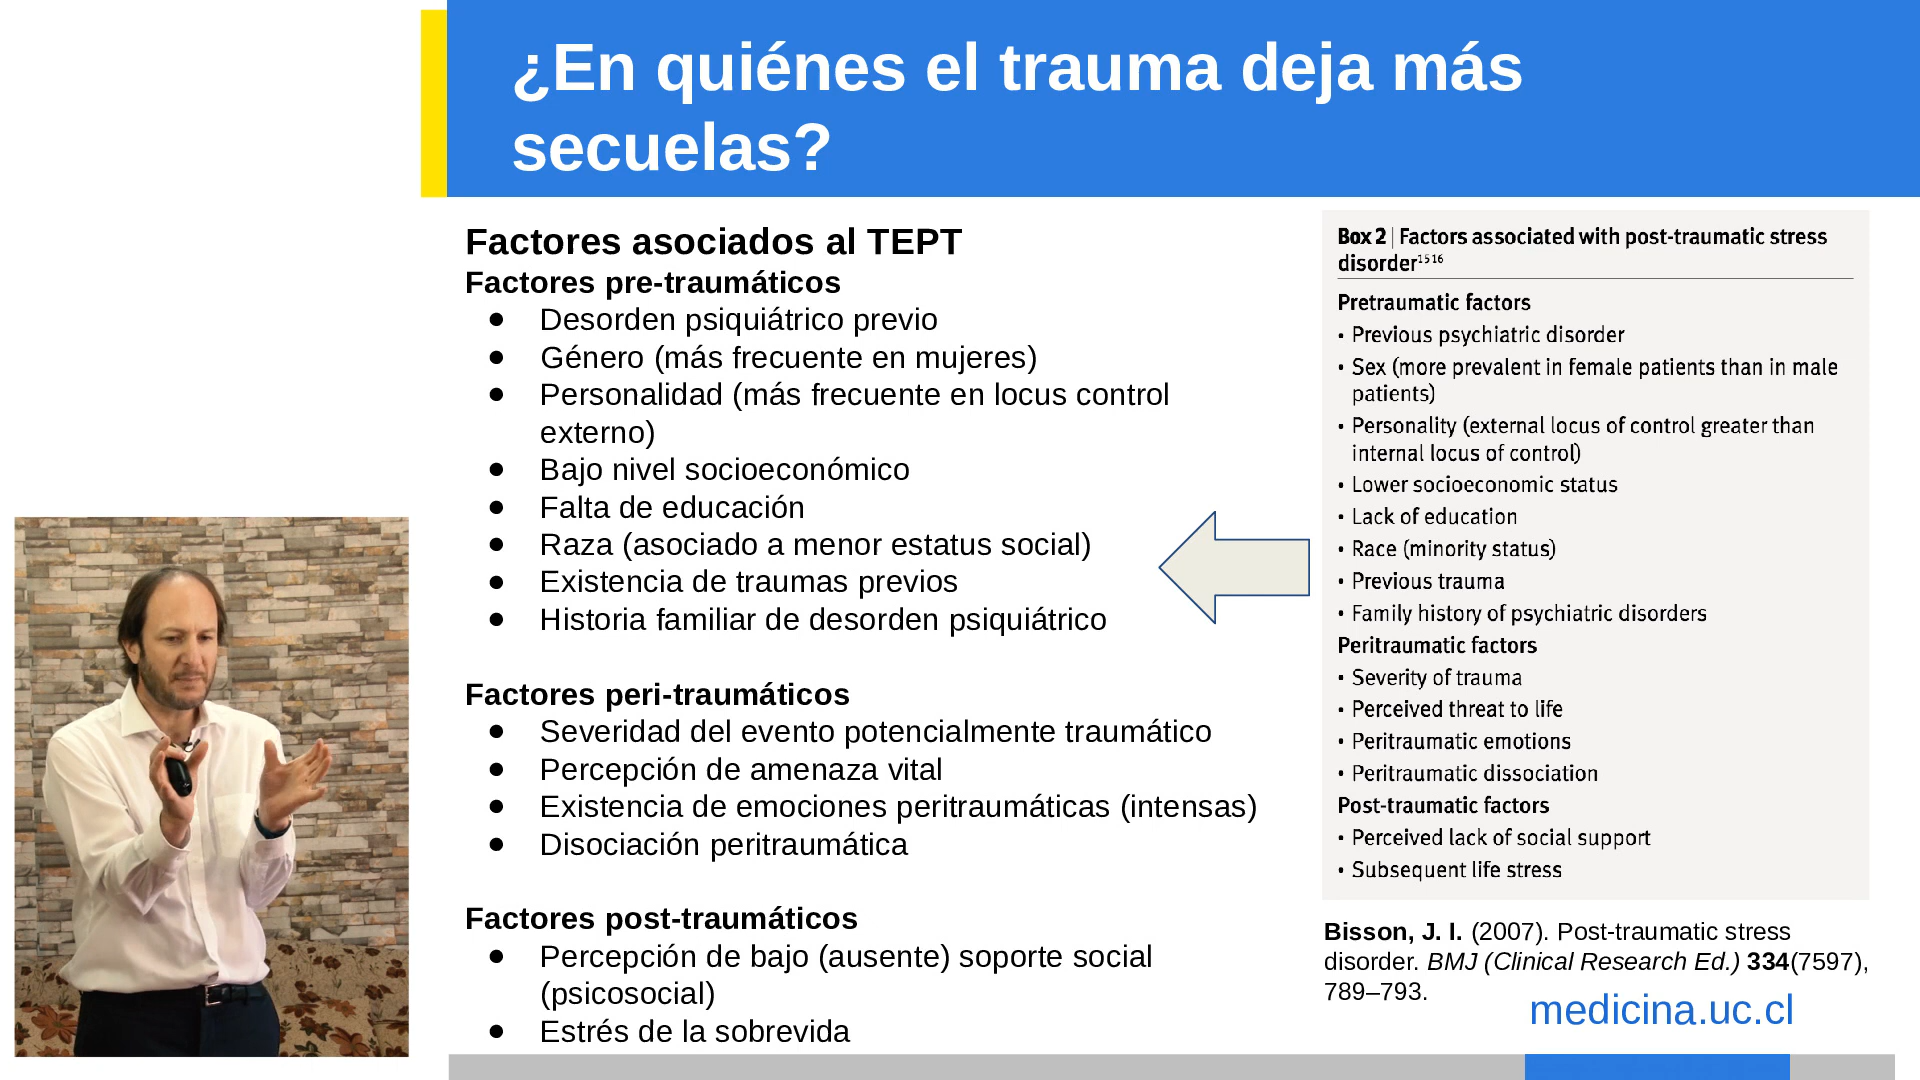 ¿En quiénes el trauma deja más
secuelas?
Factores asociados al TEPT
Factores pre-traumáticos
● Desorden psiquiátrico previo
● Género (más frecuente en mujeres)
● Personalidad (más frecuente en locus control
externo)
● Bajo nivel socioeconómico
● Falta de educación
● Raza (asociado a menor estatus social)
● Existencia de traumas previos
● Historia familiar de desorden psiquiátrico
Factores peri-traumáticos
● Severidad del evento potencialmente traumático
● Percepción de amenaza vital
● Existencia de emociones peritraumáticas (intensas)
● Disociación peritraumática
Factores post-traumáticos
● Percepción de bajo (ausente) soporte social
(psicosocial)
● Estrés de la sobrevida
Box 2 | Factors associated with post-traumatic stress
disorder15 16
Pretraumatic factors
• Previous psychiatric disorder
• Sex (more prevalent in female patients than in male
patients)
• Personality (external locus of control greater than
internal locus of control)
• Lower socioeconomic status
• Lack of education
• Race (minority status)
• Previous trauma
• Family history of psychiatric disorders
Peritraumatic factors
• Severity of trauma
• Perceived threat to life
• Peritraumatic emotions
• Peritraumatic dissociation
Post-traumatic factors
• Perceived lack of social support
• Subsequent life stress
Bisson, J. I. (2007). Post-traumatic stress
disorder. BMJ (Clinical Research Ed.) 334(7597),
789–793.
medicina.uc.cl